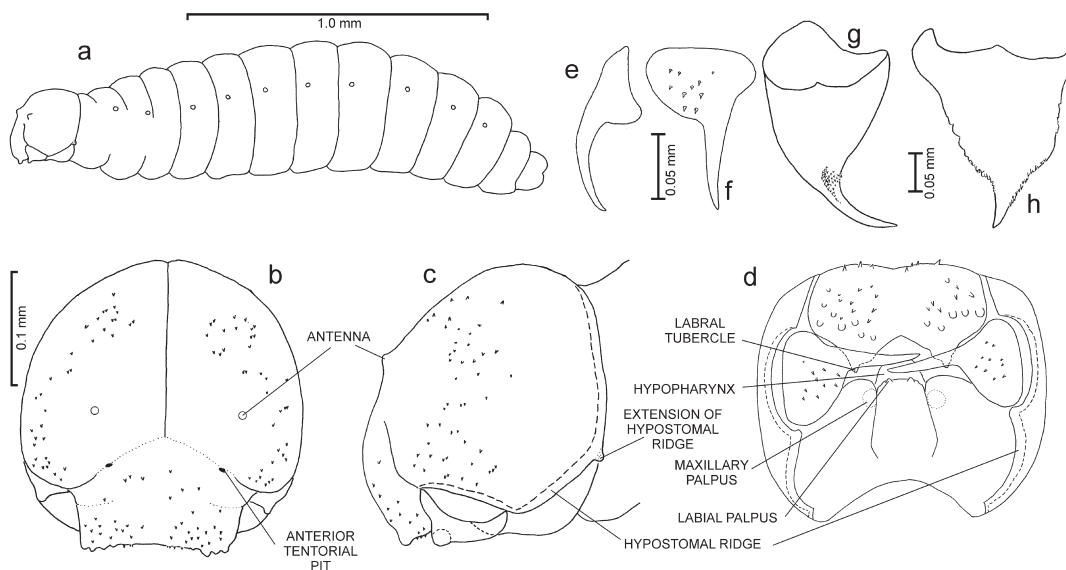 1.0 mm
a
e
f
0.05 mm
g
0.05 mm
h
0.1 mm
b
c
d
ANTENNA
LABRAL
TUBERCLE
HYPOPHARYNX
EXTENSION OF
HYPOSTOMAL
RIDGE
MAXILLARY
PALPUS
LABIAL PALPUS
HYPOSTOMAL RIDGE
ANTERIOR
TENTORIAL
PIT